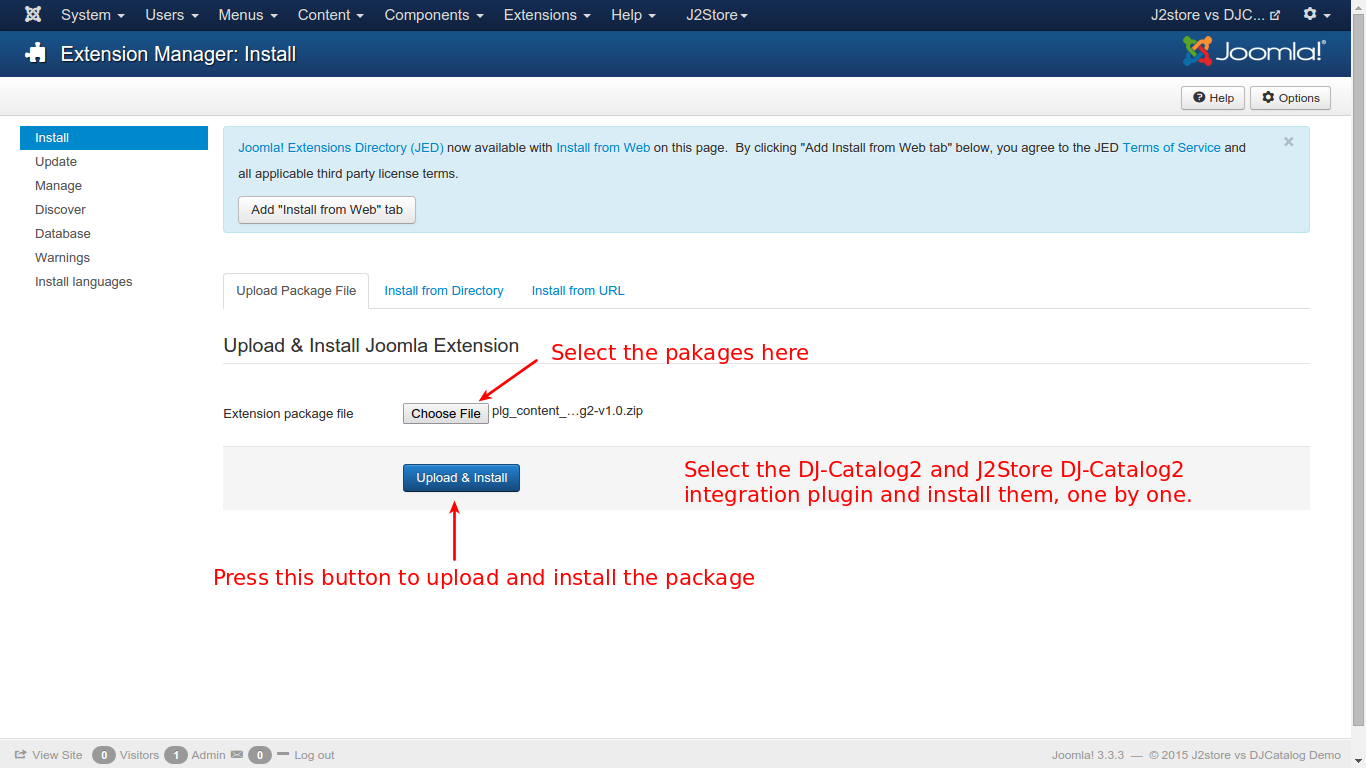 System Users Menus Content Components Extensions Help J2Store J2store vs DJC...
Extension Manager: Install Joomla!®
Help Options
Install
Update
Manage
Discover
Database
Warnings
Install languages
Joomla! Extensions Directory (JED) now available with Install from Web on this page. By clicking "Add Install from Web tab" below, you agree to the JED Terms of Service and ×
all applicable third party license terms.
Add "Install from Web" tab
Upload Package File Install from Directory Install from URL
Upload & Install Joomla Extension
Select the pakages here
Extension package file Choose File plg_content_...g2-v1.0.zip
Upload & Install
Select the DJ-Catalog2 and J2Store DJ-Catalog2
integration plugin and install them, one by one.
Press this button to upload and install the package
View Site 0 Visitors 1 Admin 0 Log out Joomla! 3.3.3 — © 2015 J2store vs DJCatalog Demo